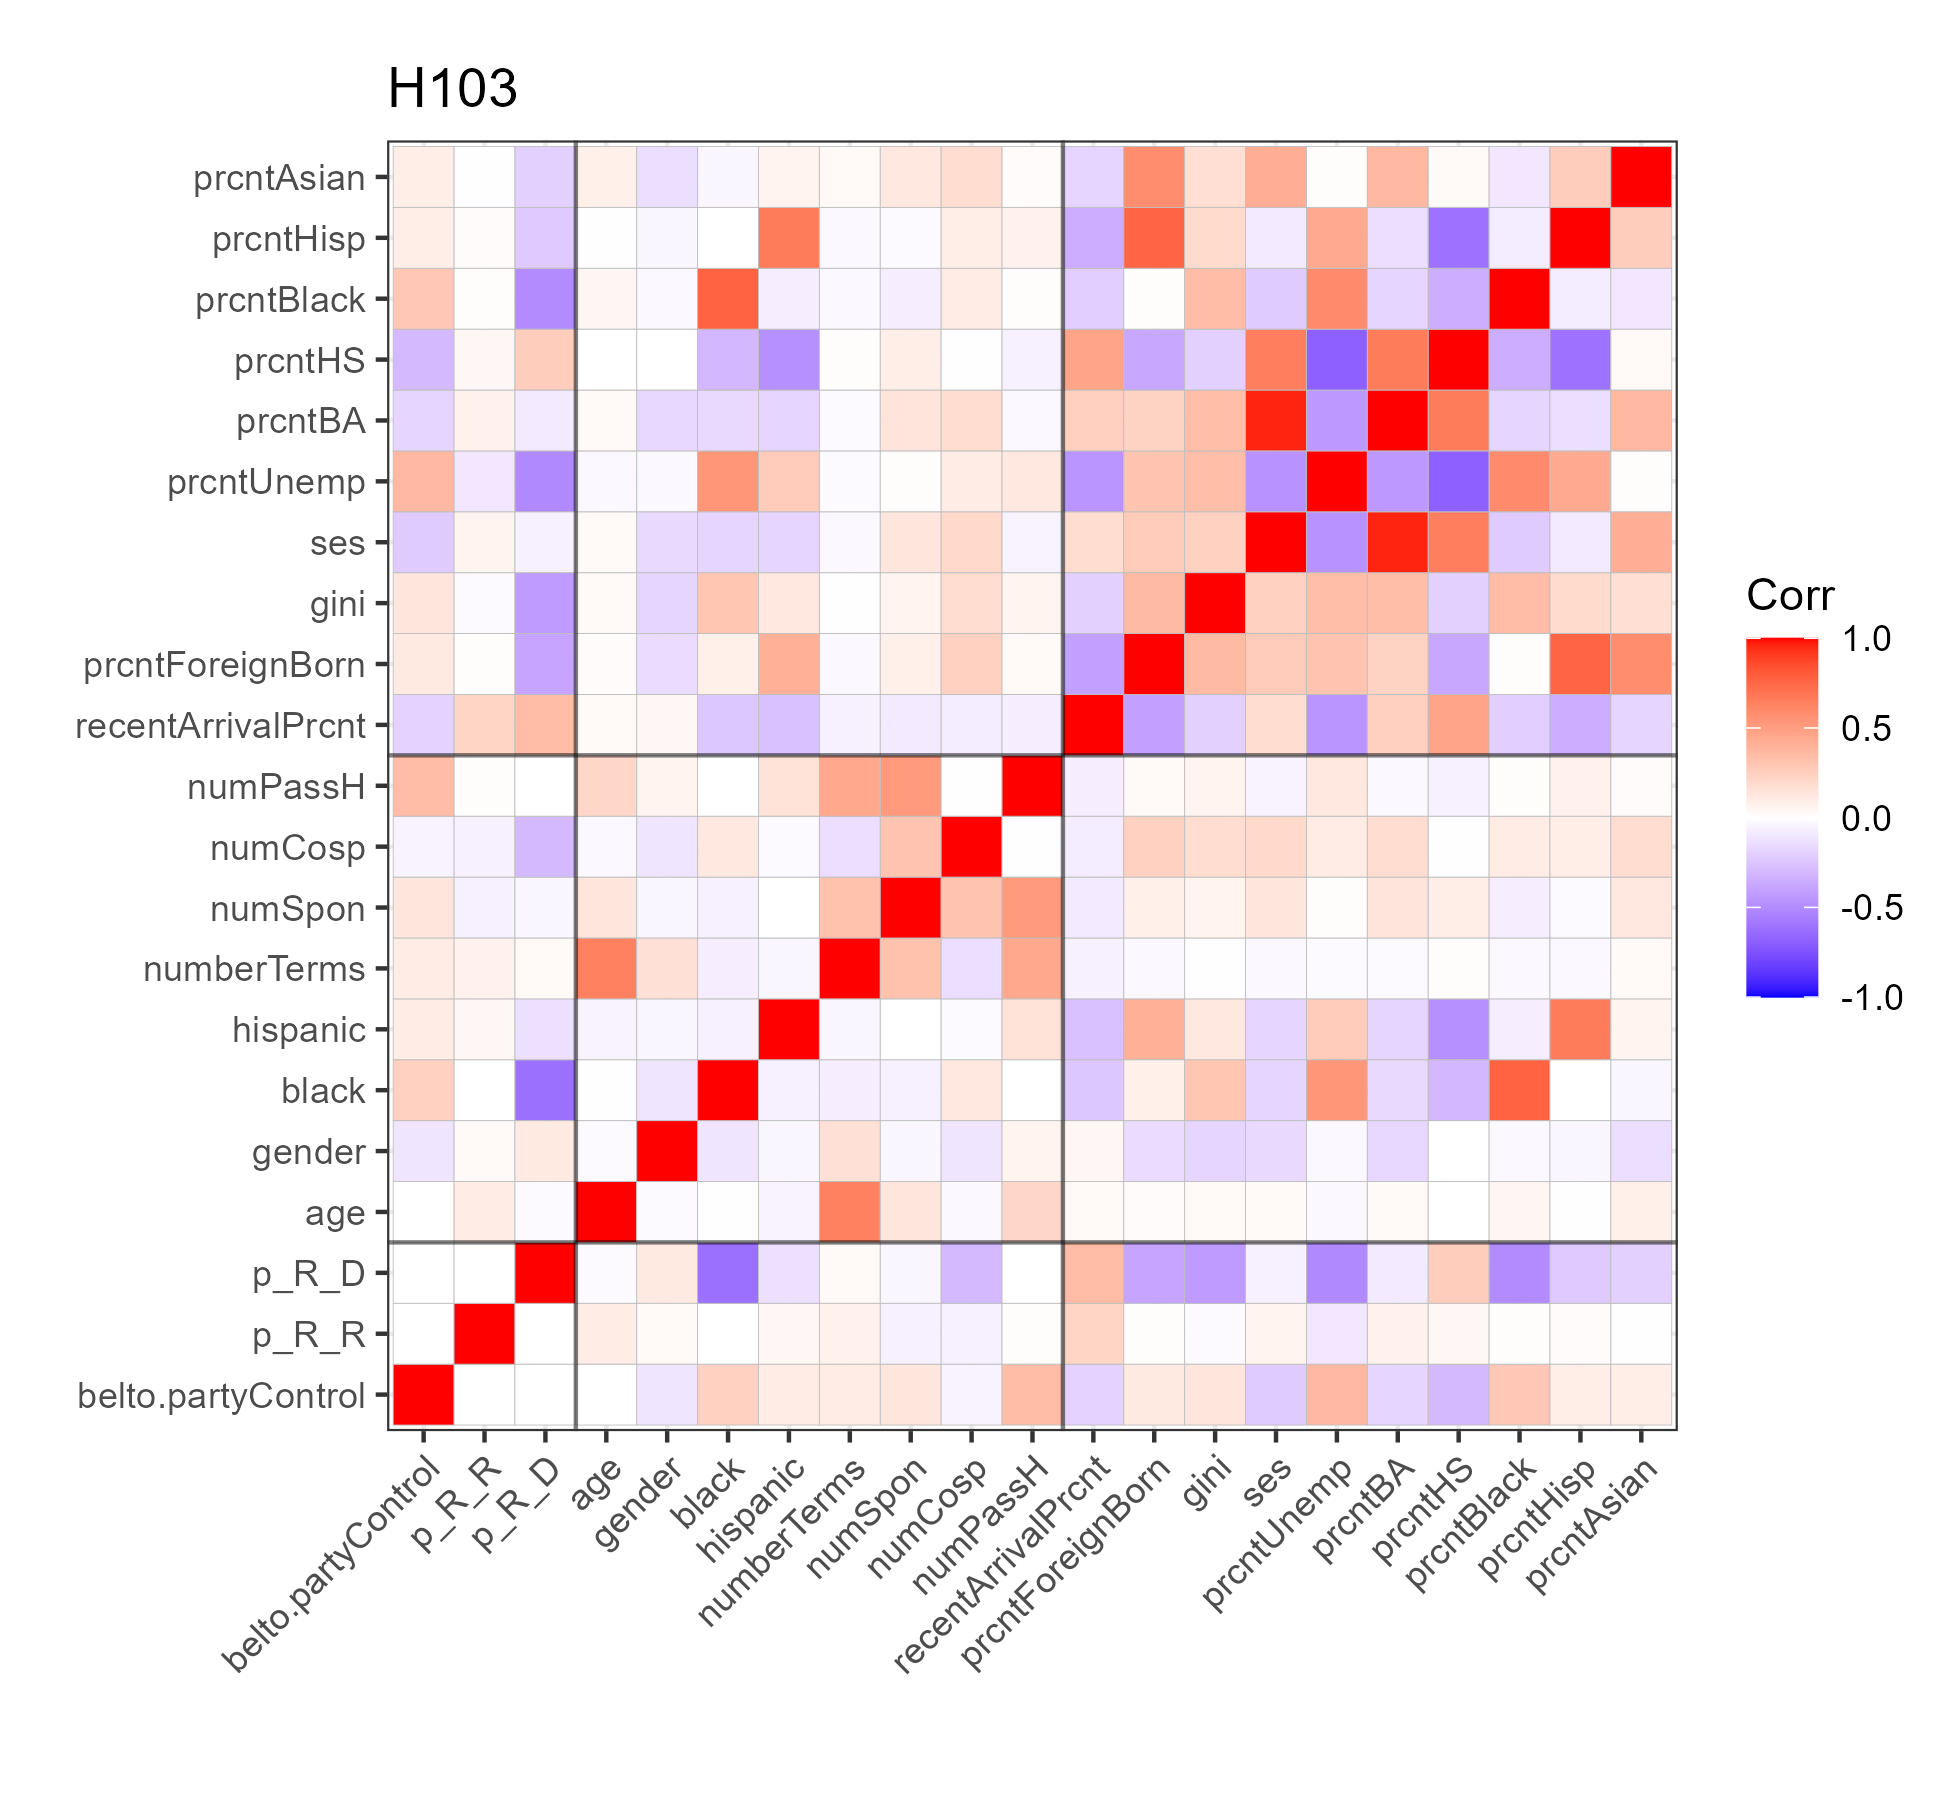 H103
prcntAsian
prcntHisp
prcntBlack
prcntHS
prcntBA
prcntUnemp
ses
gini
prcntForeignBorn
recentArrivalPrcnt
numPassH
numCosp
numSpon
numberTerms
hispanic
black
gender
age
p_R_D
p_R_R
belto.partyControl
belto.partyControl
p_R_R
p_R_D
age
gender
black
hispanic
numberTerms
numSpon
numCosp
numPassH
recentArrivalPrcnt
prcntForeignBorn
gini
ses
prcntUnemp
prcntBA
prcntHS
prcntBlack
prcntHisp
prcntAsian
Corr
1.0
0.5
0.0
-0.5
-1.0